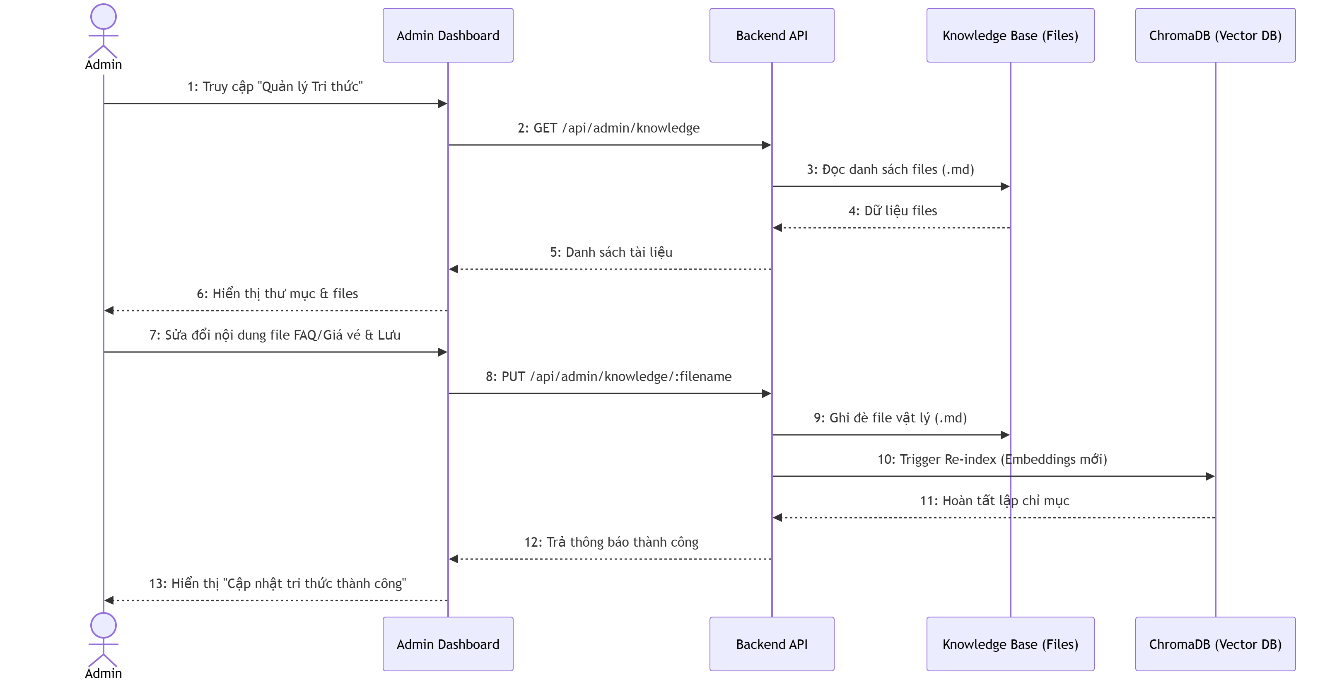 Admin
Admin Dashboard
Backend API
Knowledge Base (Files)
ChromaDB (Vector DB)
1: Truy cập "Quản lý Tri thức"
2: GET /api/admin/knowledge
3: Đọc danh sách files (.md)
4: Dữ liệu files
5: Danh sách tài liệu
6: Hiển thị thư mục & files
7: Sửa đổi nội dung file FAQ/Giá vé & Lưu
8: PUT /api/admin/knowledge/:filename
9: Ghi đè file vật lý (.md)
10: Trigger Re-index (Embeddings mới)
11: Hoàn tất lập chỉ mục
12: Trả thông báo thành công
13: Hiển thị "Cập nhật tri thức thành công"
Admin
Admin Dashboard
Backend API
Knowledge Base (Files)
ChromaDB (Vector DB)